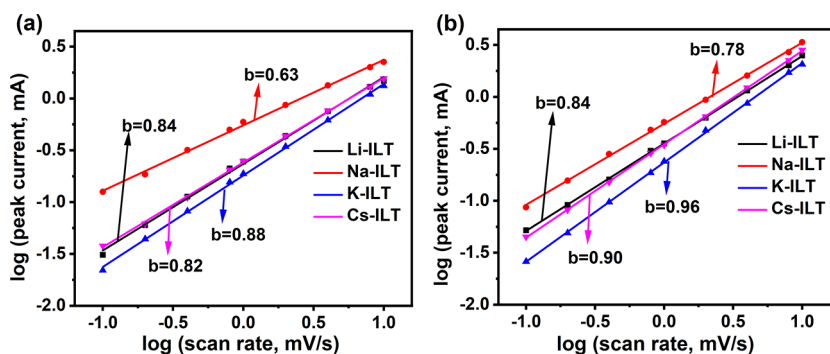 (a)
log (peak current, mA)
0.5
0.0
-0.5
-1.0
-1.5
-2.0
b=0.63
b=0.84
b=0.88
b=0.82
Li-ILT
Na-ILT
K-ILT
Cs-ILT
-1.0 -0.5 0.0 0.5 1.0
log (scan rate, mV/s)
(b)
log (peak current, mA)
0.5
0.0
-0.5
-1.0
-1.5
-2.0
b=0.78
b=0.84
b=0.96
b=0.90
Li-ILT
Na-ILT
K-ILT
Cs-ILT
-1.0 -0.5 0.0 0.5 1.0
log (scan rate, mV/s)